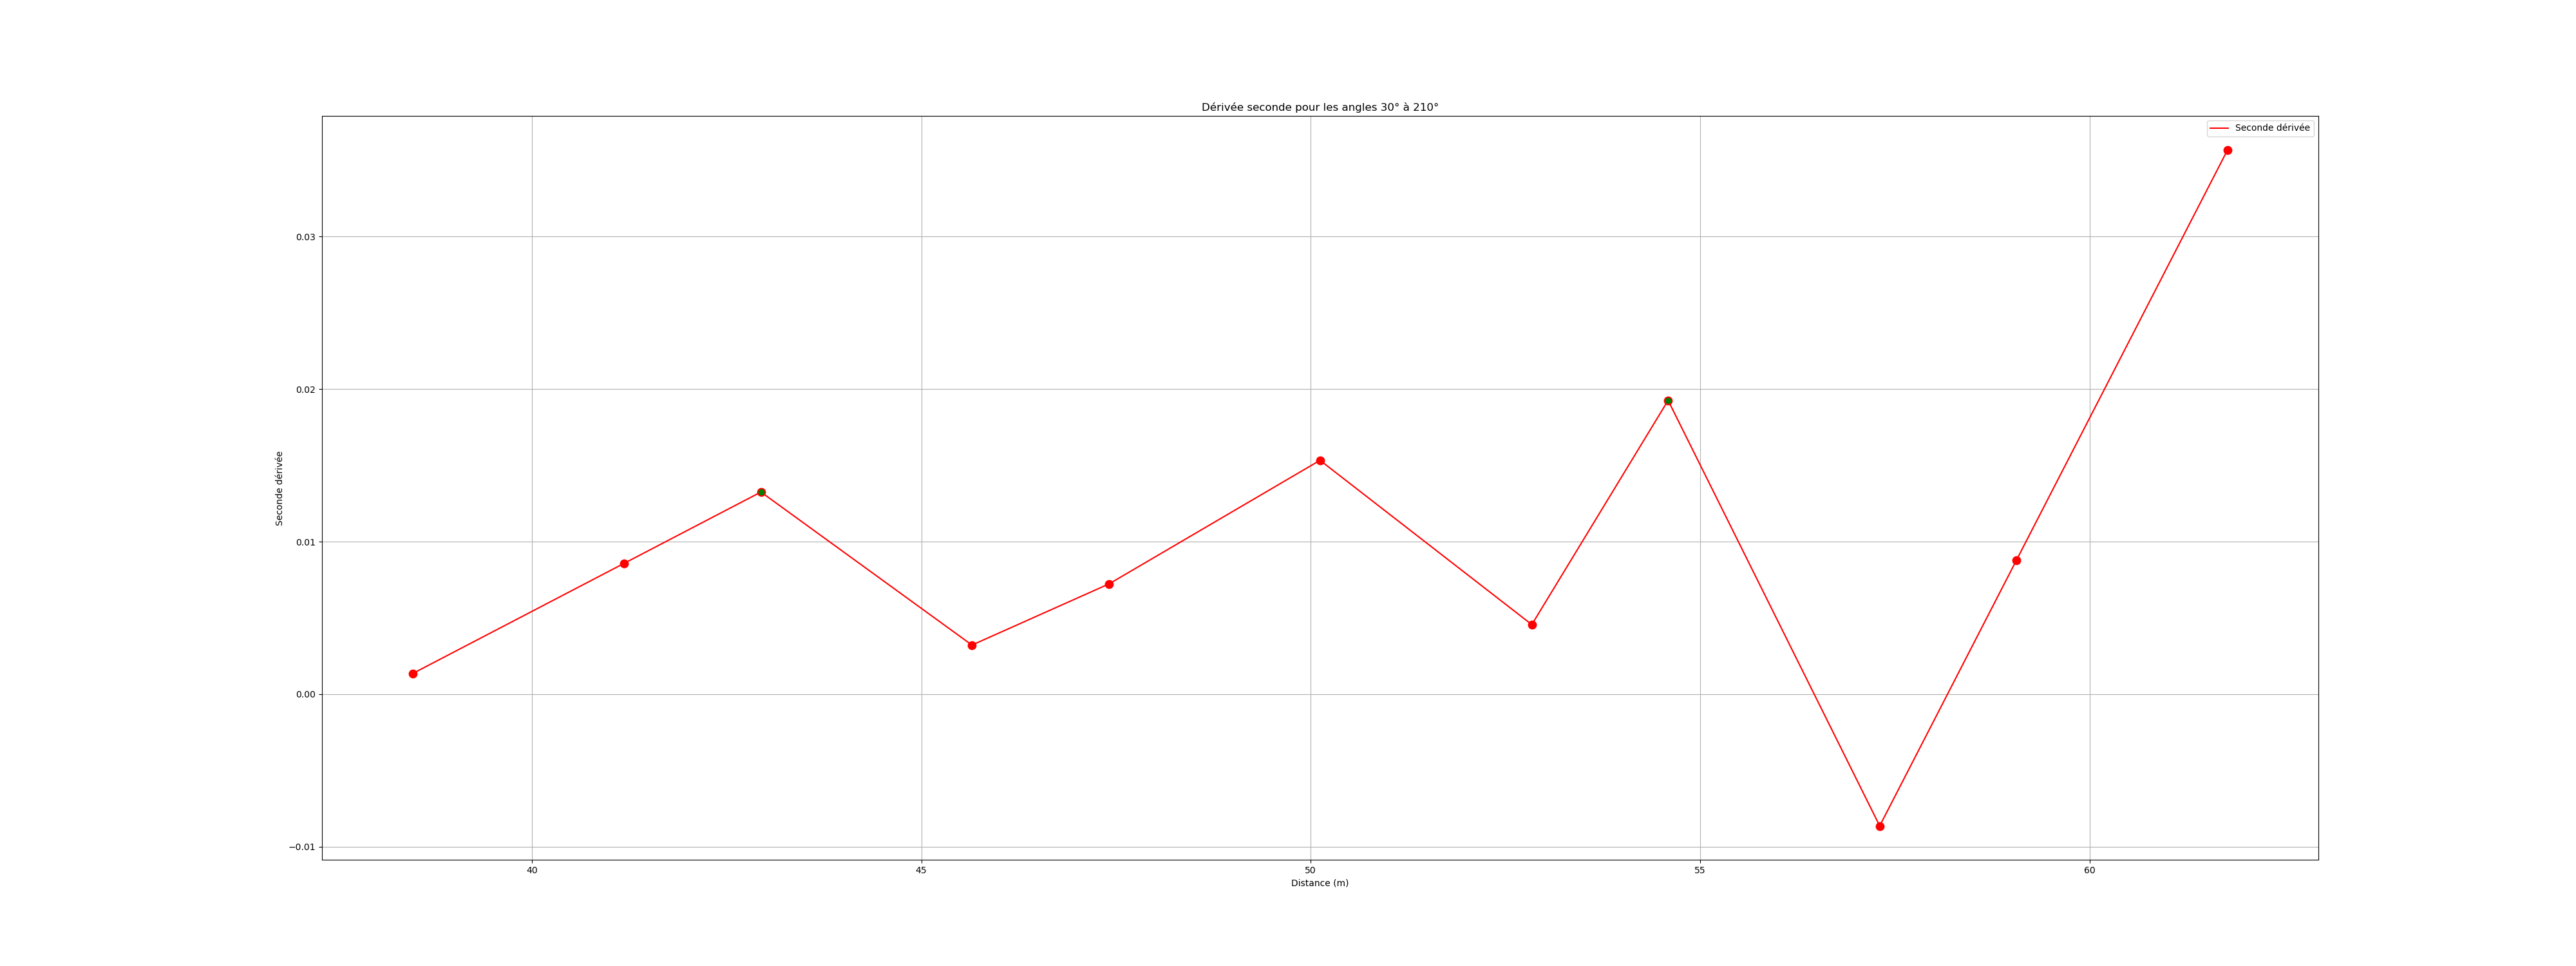 Dérivée seconde pour les angles 30° à 210°
Seconde dérivée
0.03
0.02
0.01
0.00
−0.01
Seconde dérivée
40
45
50
55
60
Distance (m)